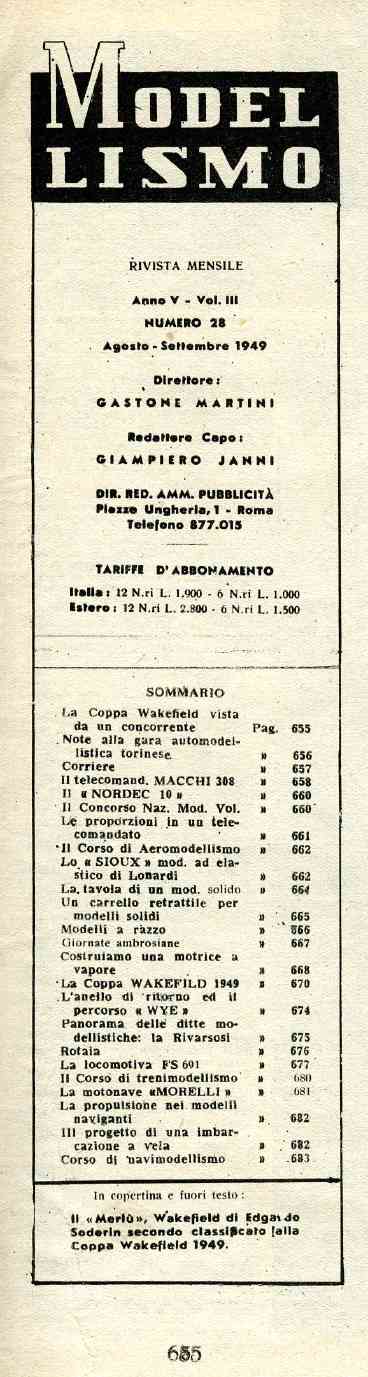 MODEL
LISMO
RIVISTA MENSILE
Anno V - Vol. III
NUMERO 28
Agosto - Settembre 1949
Direttore:
GASTONE MARTINI
Redattore Capo:
GIAMPIERO JANNI
DIR. RED. AMM. PUBBLICITÀ
Piazza Ungheria, 1 - Roma
Telefono 877.015
TARIFFE D'ABBONAMENTO
Italia: 12 N.ri L. 1.900 - 6 N.ri L. 1.000
Estero: 12 N.ri L. 2.800 - 6 N.ri L. 1.500
SOMMARIO
La Coppa Wakefield vista
da un concorrente Pag. 655
Note alla gara automodel-
listica torinese » 656
Corriere » 657
Il telecomand. MACCHI 308 » 658
Il « NORDEC 10 » » 660
Il Concorso Naz. Mod. Vol. » 660
Le proporzioni in un tele-
comandato » 661
Il Corso di Aeromodellismo » 662
Lo « SIOUX » mod. ad ela-
stico di Lonardi » 662
La tavola di un mod. solido » 664
Un carrello retrattile per
modelli solidi » 665
Modelli a razzo » 666
Giornate ambrosiane » 667
Costruiamo una motrice a
vapore » 668
La Coppa WAKEFILD 1949 » 670
L'anello di ritorno ed il
percorso « WYE » » 674
Panorama delle ditte mo-
dellistiche: la Rivarsosi » 675
Rotaia » 676
La locomotiva FS 691 » 677
Il Corso di trenimodellismo » 680
La motonave «MORELLI » » 681
La propulsione nei modelli
naviganti » 682
III progetto di una imbar-
cazione a vela » 682
Corso di navimodellismo » 683
In copertina e fuori testo:
Il «Merlù», Wakefield di Edgardo
Soderin secondo classificato alla
Coppa Wakefield 1949.
655